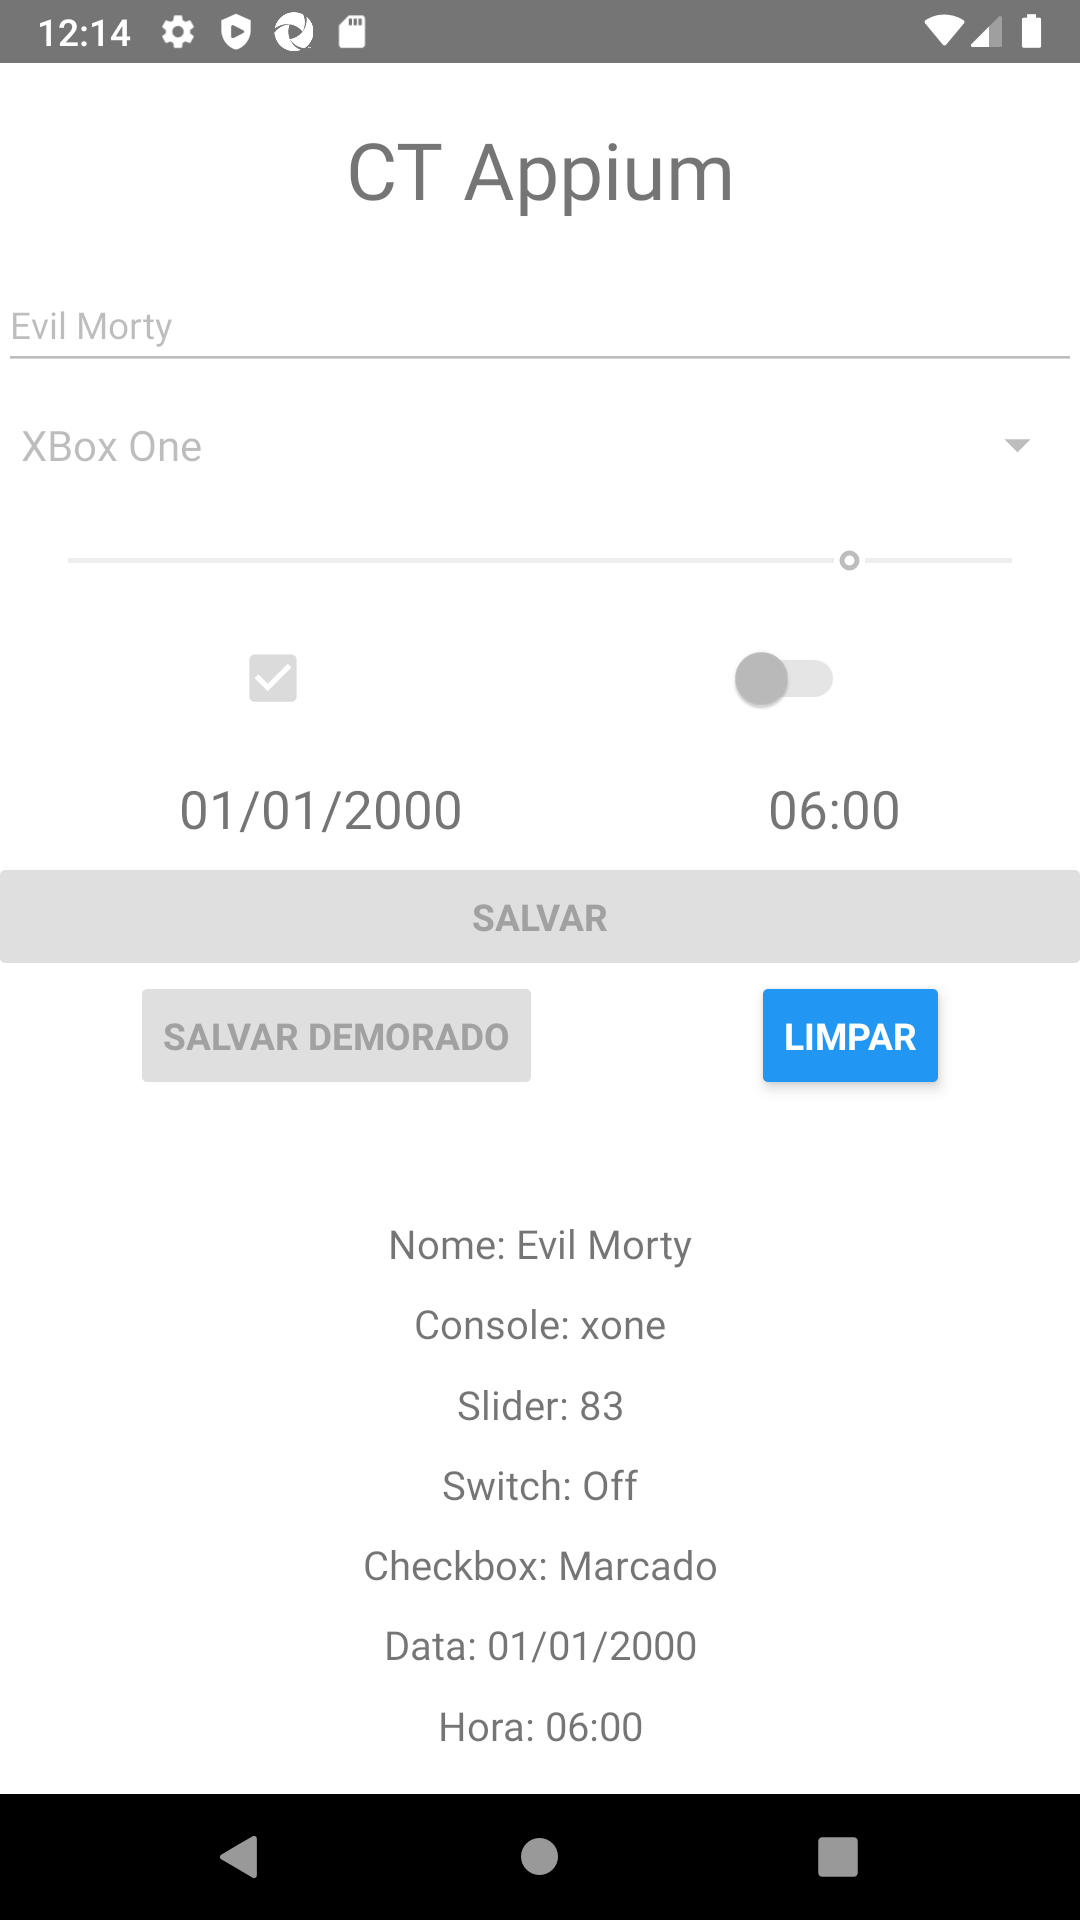 12:14
CT Appium
Evil Morty
XBox One
01/01/2000 06:00
SALVAR
SALVAR DEMORADO LIMPAR
Nome: Evil Morty
Console: xone
Slider: 83
Switch: Off
Checkbox: Marcado
Data: 01/01/2000
Hora: 06:00